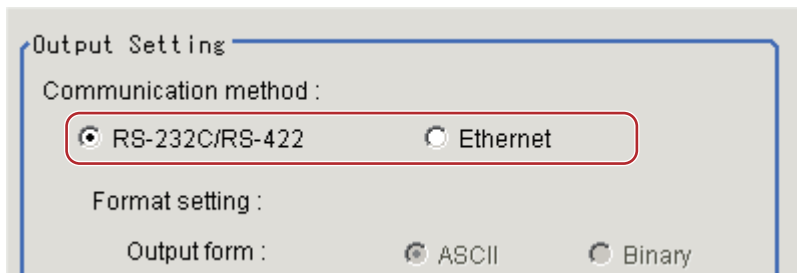 Output Setting
Communication method :
RS-232C/RS-422 Ethernet
Format setting :
Output form : ASCII Binary